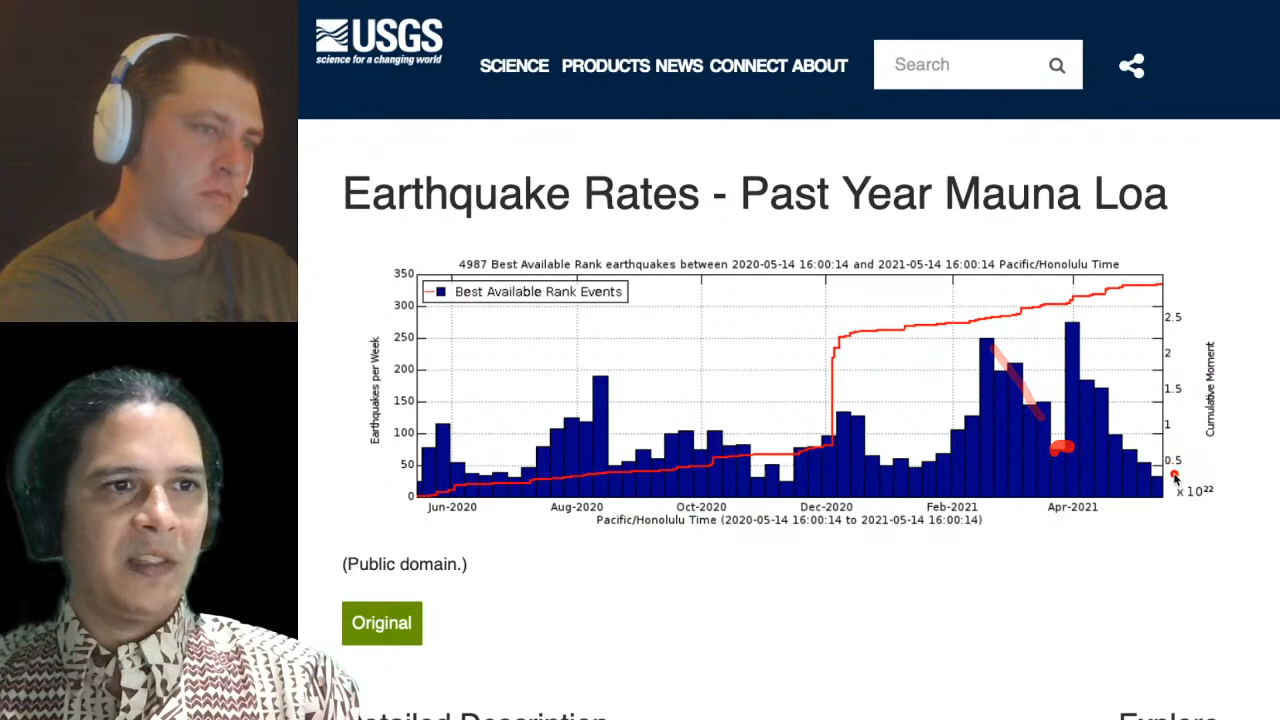 USGS
science for a changing world
SCIENCE PRODUCTS NEWS CONNECT ABOUT
Search
Earthquake Rates - Past Year Mauna Loa
4987 Best Available Rank earthquakes between 2020-05-14 16:00:14 and 2021-05-14 16:00:14 Pacific/Honolulu Time
Best Available Rank Events
Earthquakes per Week
350
300
250
200
150
100
50
0
2.5
2
1.5
1
0.5
x 10²²
Cumulative Moment
Jun-2020 Aug-2020 Oct-2020 Dec-2020 Feb-2021 Apr-2021
Pacific/Honolulu Time (2020-05-14 16:00:14 to 2021-05-14 16:00:14)
(Public domain.)
Original
etailed Description
Explore